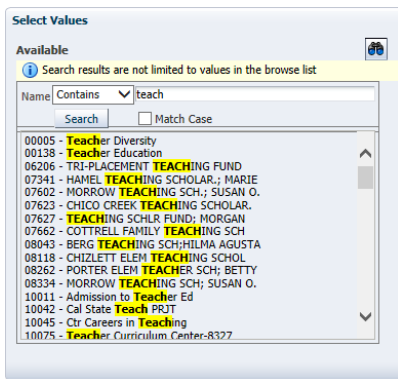 Select Values
Available
Search results are not limited to values in the browse list
Name Contains teach
Search Match Case
00005 - Teacher Diversity
00138 - Teacher Education
06206 - TRI-PLACEMENT TEACHING FUND
07341 - HAMEL TEACHING SCHOLAR.; MARIE
07602 - MORROW TEACHING SCH.; SUSAN O.
07623 - CHICO CREEK TEACHING SCHOLAR.
07627 - TEACHING SCHLR FUND; MORGAN
07662 - COTTRELL FAMILY TEACHING SCH
08043 - BERG TEACHING SCH;HILMA AGUSTA
08118 - CHIZLETT ELEM TEACHING SCHOL
08262 - PORTER ELEM TEACHER SCH; BETTY
08334 - MORROW TEACHING SCH; SUSAN O.
10011 - Admission to Teacher Ed
10042 - Cal State Teach PRJT
10045 - Ctr Careers in Teaching
10075 - Teacher Curriculum Center-8327